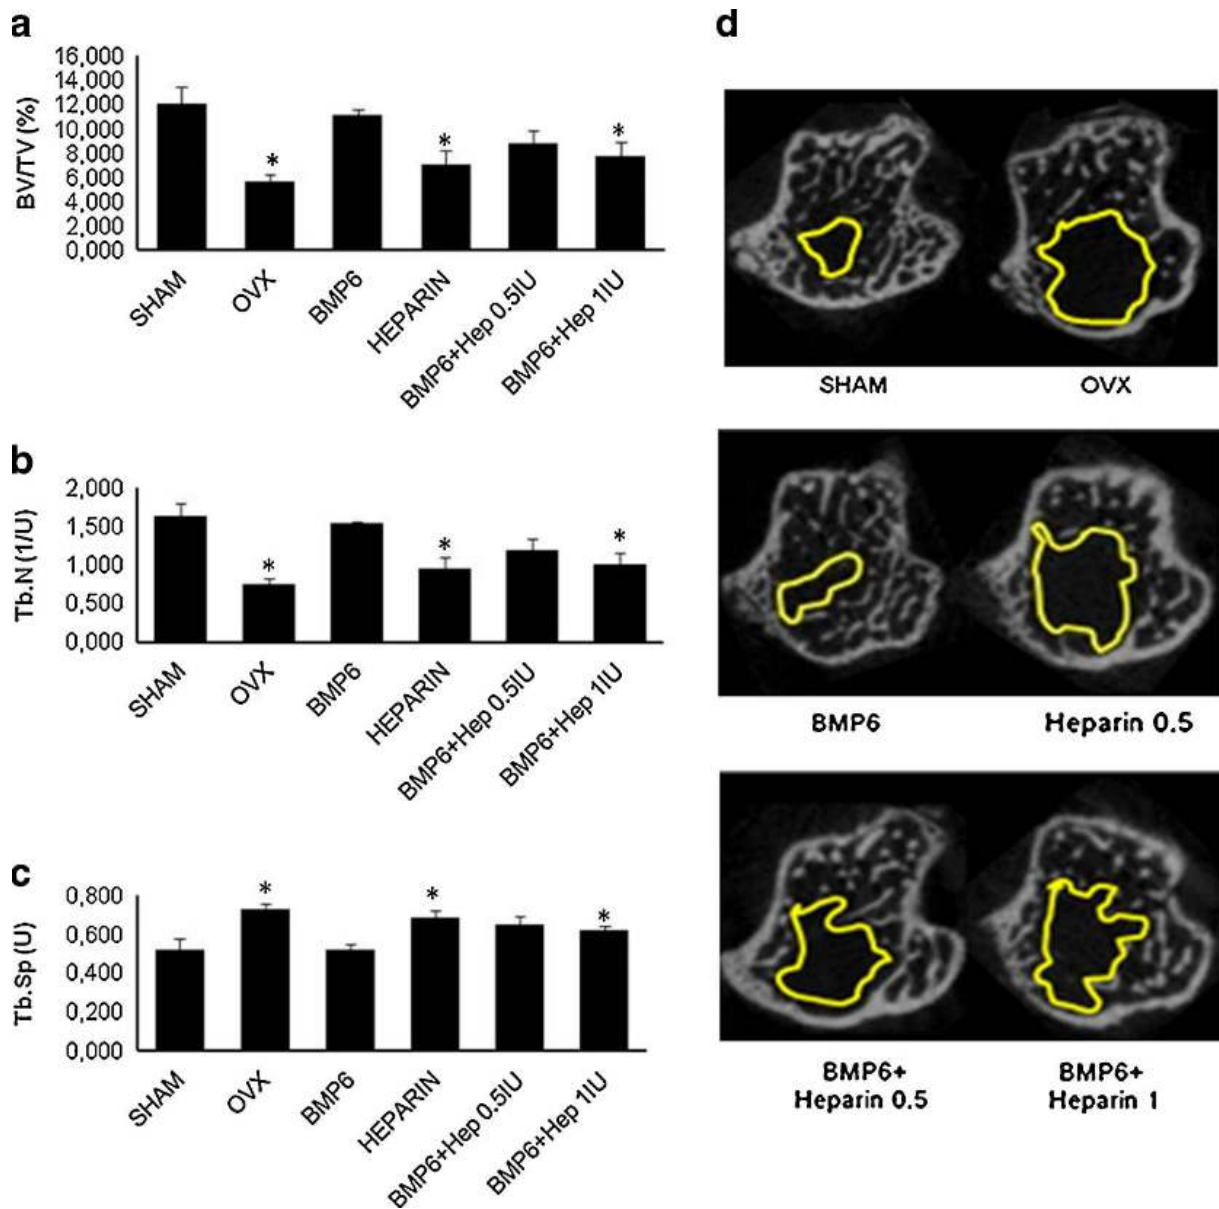 a
16,000
14,000
12,000
10,000
8,000
6,000
4,000
2,000
0,000
BV/TV (%)
*
*
*
SHAM
OVX
BMP6
HEPARIN
BMP6+Hep 0.5IU
BMP6+Hep 1IU
b
2,000
1,500
1,000
0,500
0,000
Tb.N (1/U)
*
*
*
SHAM
OVX
BMP6
HEPARIN
BMP6+Hep 0.5IU
BMP6+Hep 1IU
c
0,800
0,600
0,400
0,200
0,000
Tb.Sp (U)
*
*
*
SHAM
OVX
BMP6
HEPARIN
BMP6+Hep 0.5IU
BMP6+Hep 1IU
d
SHAM
OVX
BMP6
Heparin 0.5
BMP6+
Heparin 0.5
BMP6+
Heparin 1